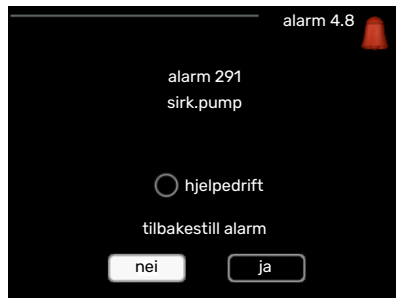 alarm 4.8
alarm 291
sirk.pump
hjelpedrift
tilbakestill alarm
nei ja